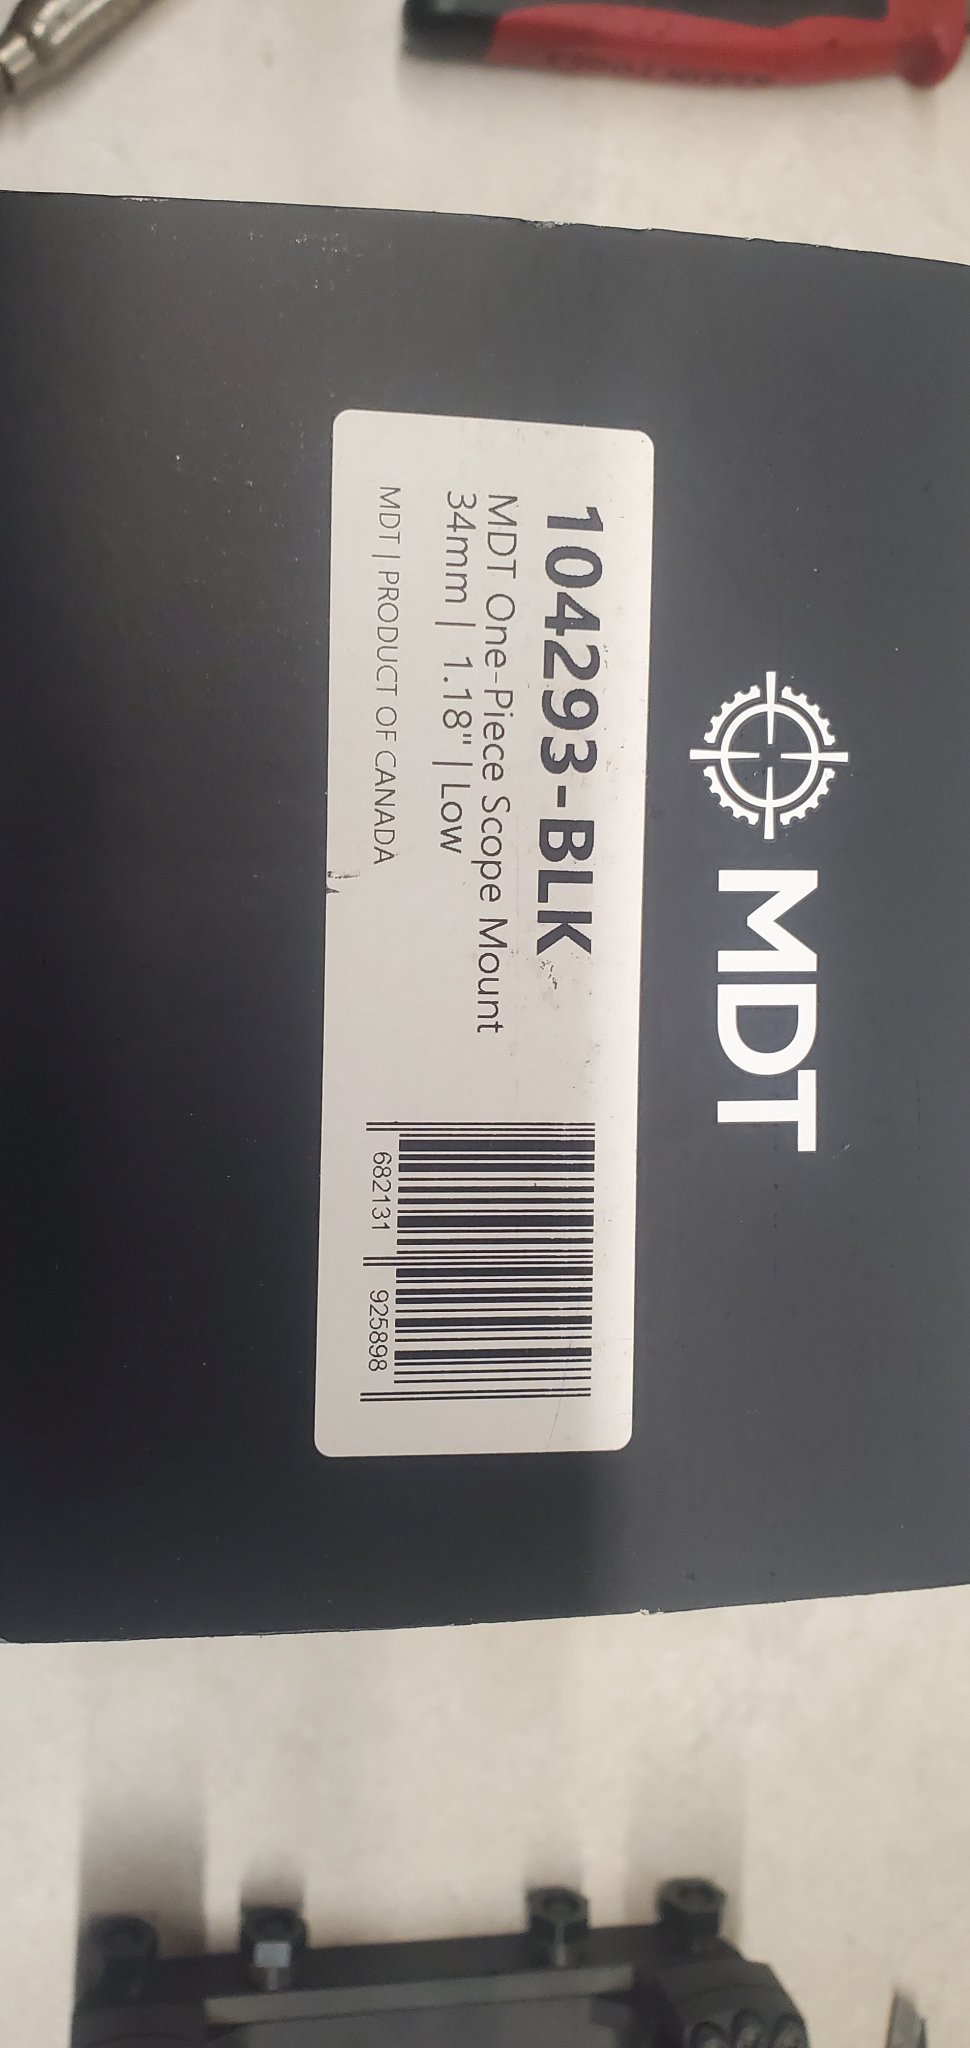 MDT
104293-BLK
MDT One-Piece Scope Mount
34mm | 1.18" | Low
MDT | PRODUCT OF CANADA
682131 925898